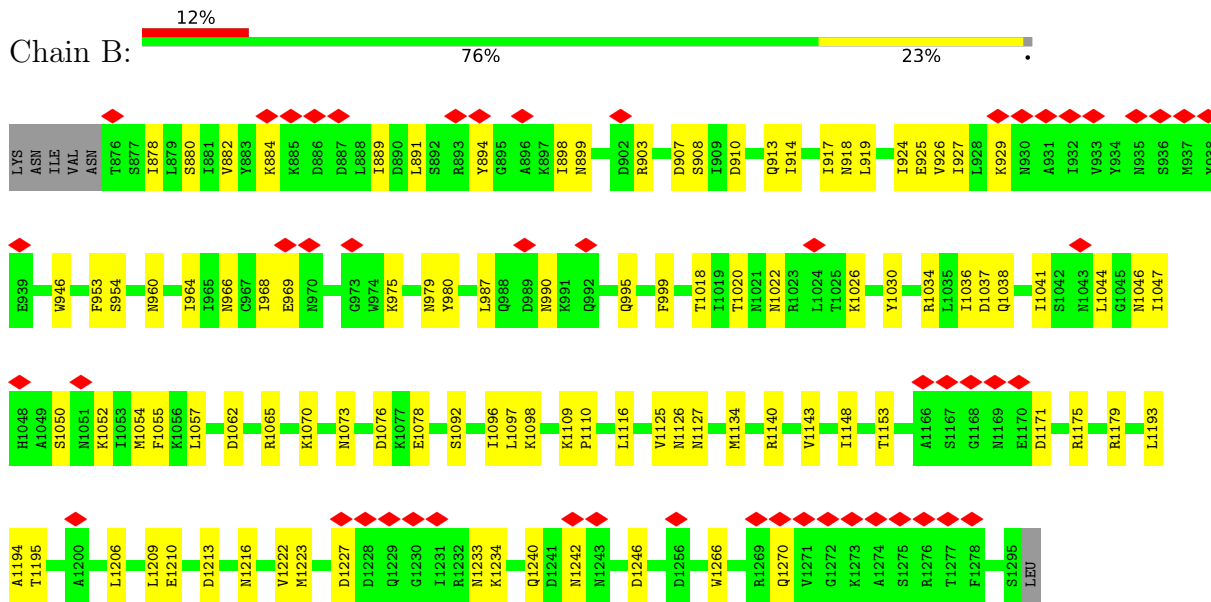 12%
Chain B:
76% 23% •
LYS ASN ILE VAL ASN T876 S877 I878 L879 S880 I881 V882 Y883 K884 K885 D886 D887 L888 I889 D890 L891 S892 R893 Y894 G895 A896 K897 I898 N899 D902 R903 D907 S908 I909 D910 Q913 I914 I917 N918 L919 I924 E925 V926 I927 L928 K929 N930 A931 I932 V933 Y934 N935 S936 M937 Y938
E939 W946 F953 S954 N960 I964 I965 N966 C967 I968 E969 N970 G973 W974 K975 N979 Y980 L987 Q988 D989 N990 K991 Q992 Q995 F999 T1018 I1019 T1020 N1021 N1022 R1023 L1024 T1025 K1026 Y1030 R1034 L1035 I1036 D1037 Q1038 I1041 S1042 N1043 L1044 G1045 N1046 I1047
H1048 A1049 S1050 N1051 K1052 I1053 M1054 F1055 K1056 L1057 D1062 R1065 K1070 N1073 D1076 K1077 E1078 S1092 I1096 L1097 K1098 K1109 P1110 L1116 V1125 N1126 N1127 M1134 R1140 V1143 I1148 T1153 A1166 S1167 G1168 N1169 E1170 D1171 R1175 R1179 L1193
A1194 T1195 A1200 L1206 L1209 E1210 D1213 N1216 V1222 M1223 D1227 D1228 Q1229 G1230 I1231 R1232 N1233 K1234 Q1240 D1241 N1242 N1243 D1246 D1256 W1266 R1269 Q1270 V1271 G1272 K1273 A1274 S1275 R1276 T1277 F1278 S1295 LEU